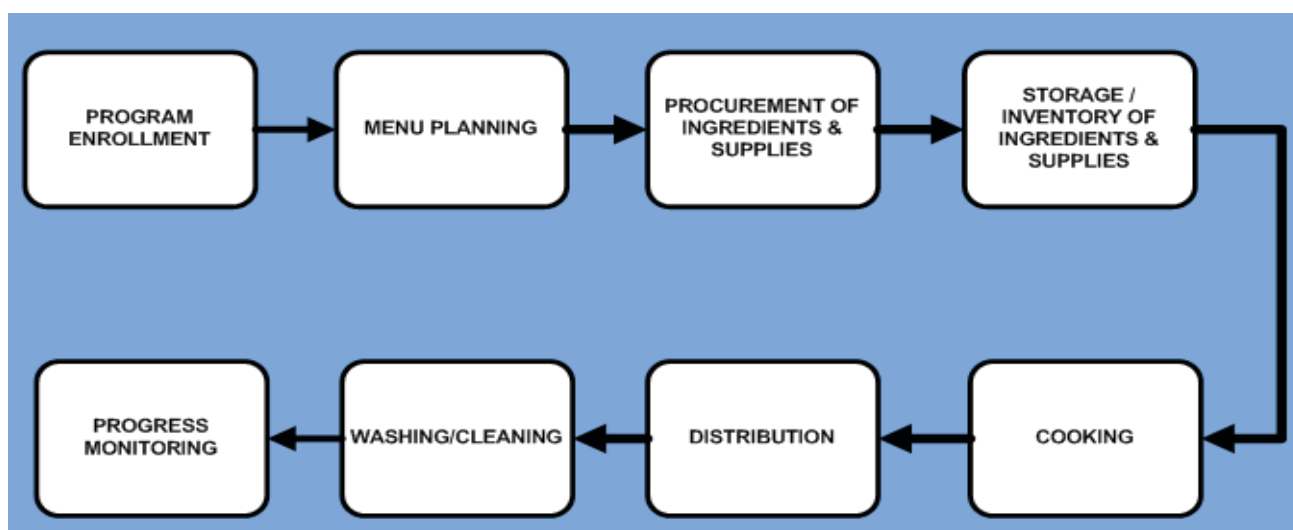 PROGRAM
ENROLLMENT
MENU PLANNING
PROCUREMENT OF
INGREDIENTS &
SUPPLIES
STORAGE /
INVENTORY OF
INGREDIENTS &
SUPPLIES
COOKING
DISTRIBUTION
WASHING/CLEANING
PROGRESS
MONITORING